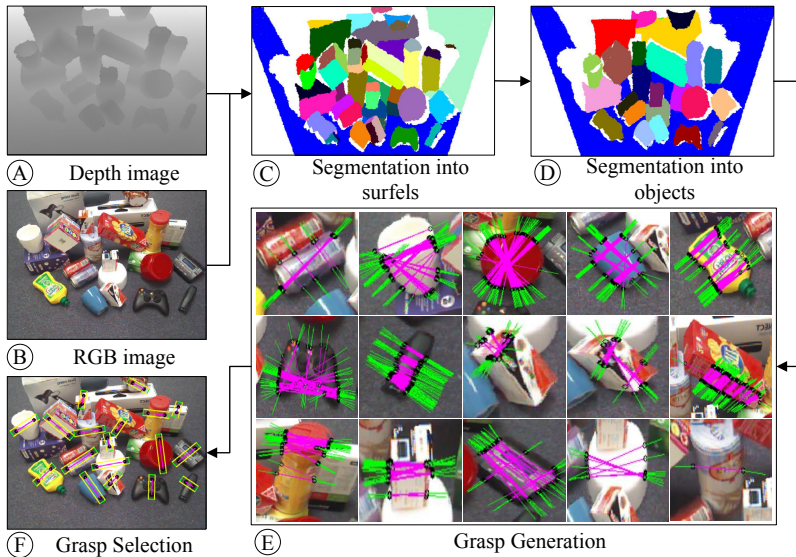 A Depth image
C Segmentation into
surfels
D Segmentation into
objects
B RGB image
E Grasp Generation
F Grasp Selection